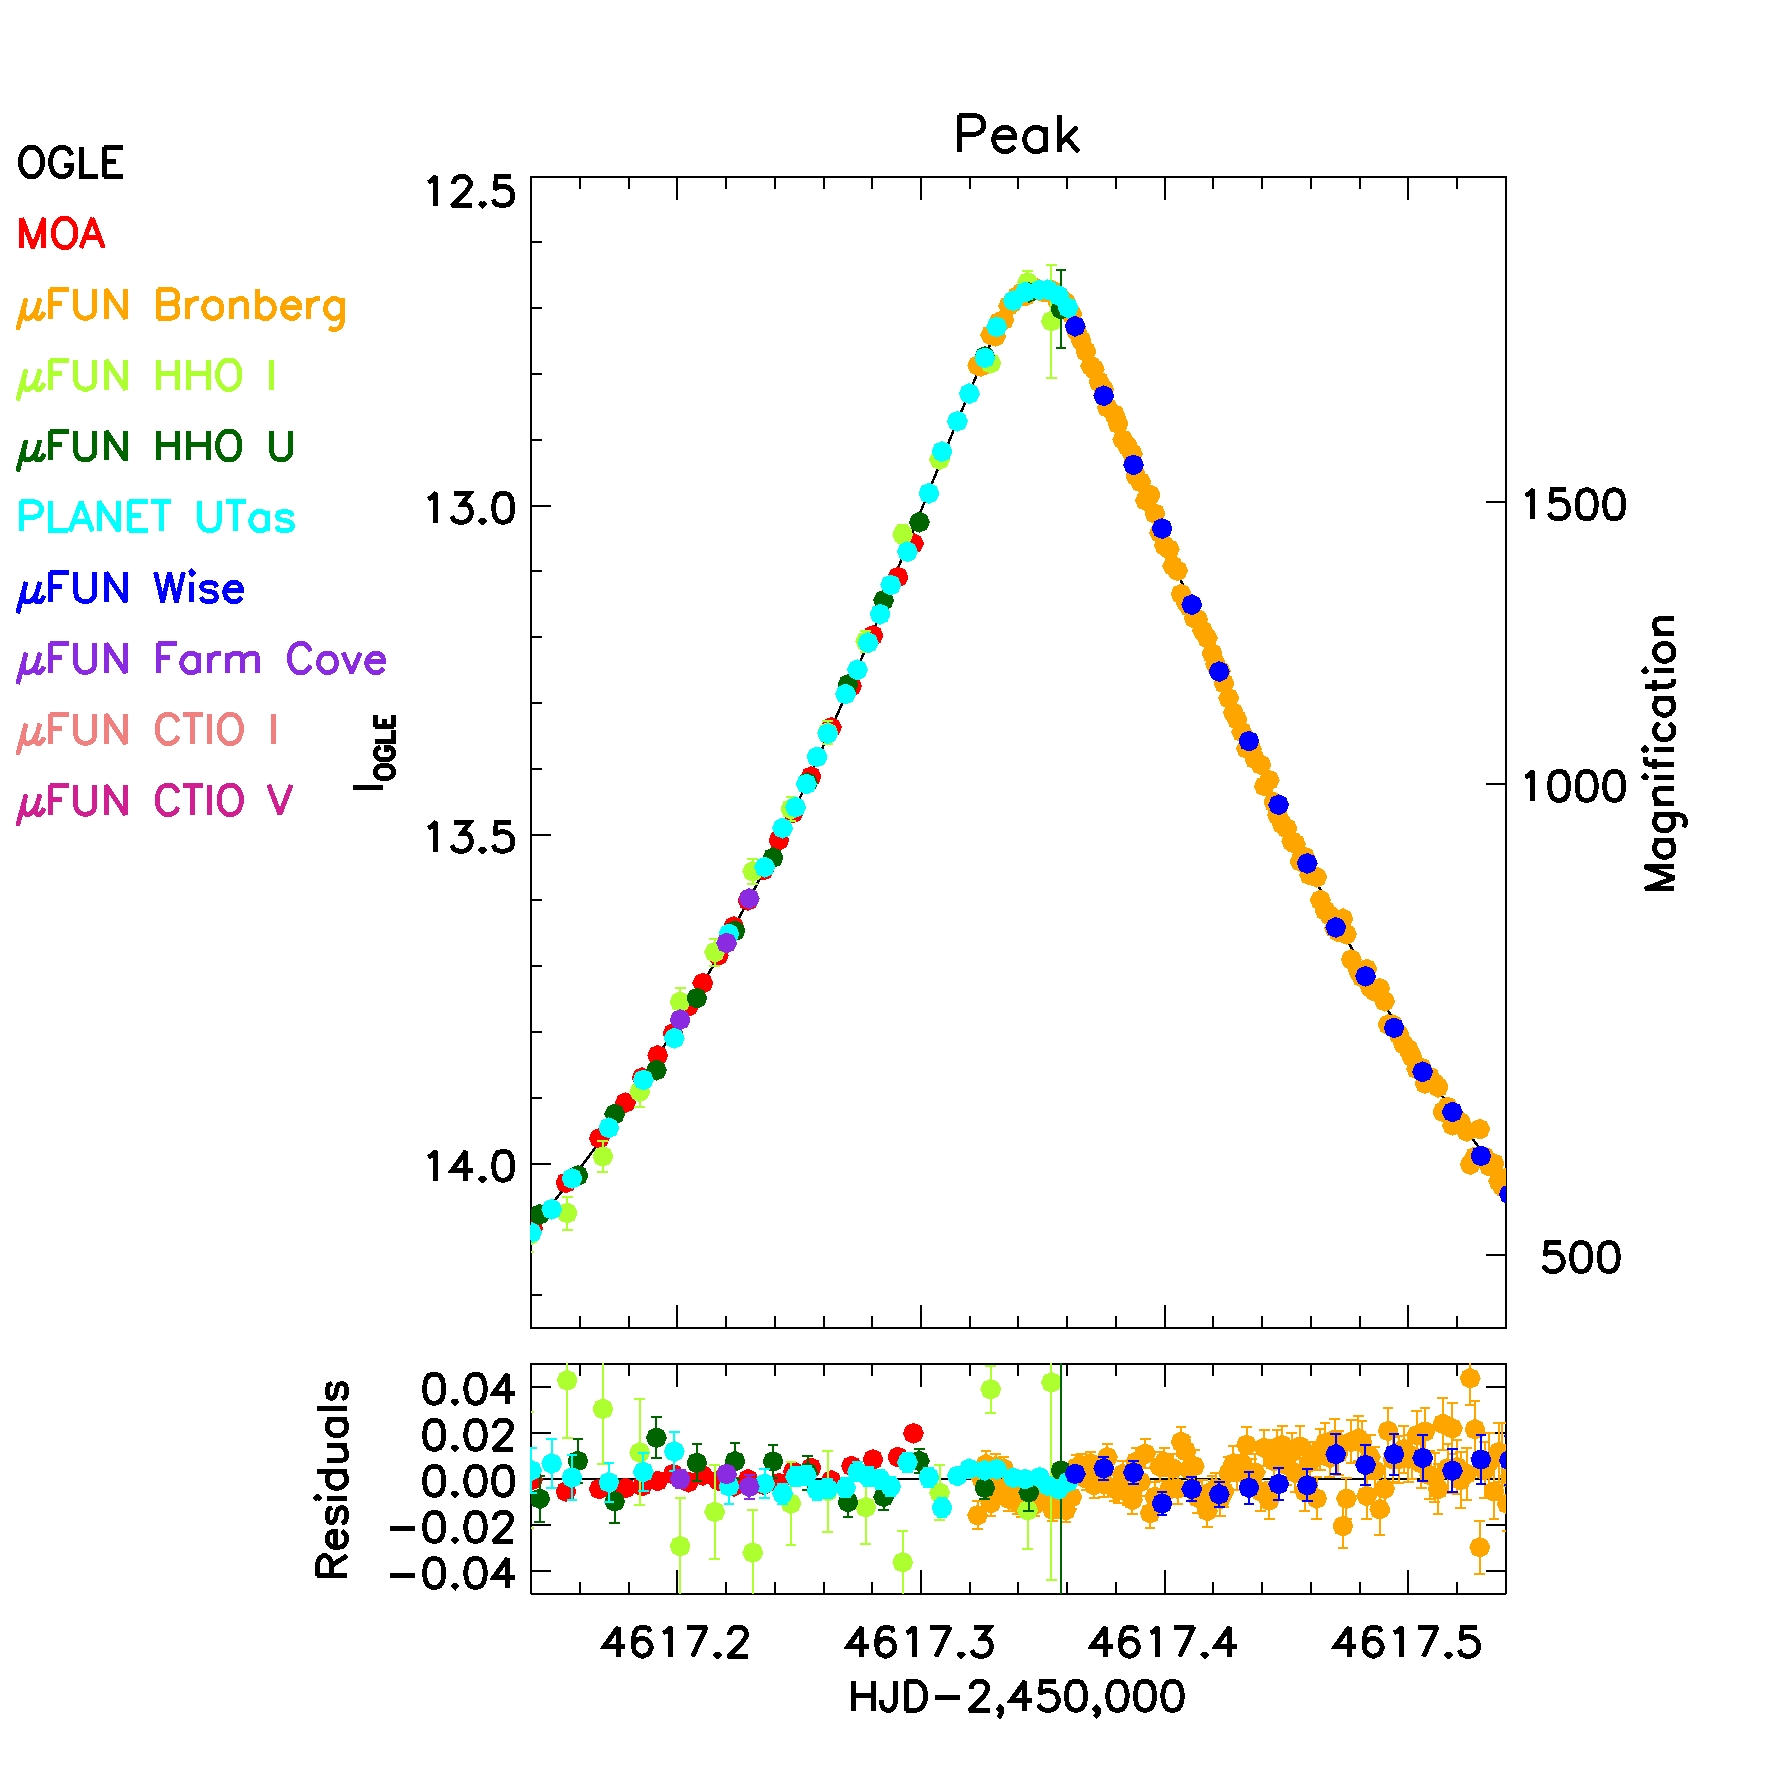 Peak
OGLE
MOA
μFUN Bronberg
μFUN HHO I
μFUN HHO U
PLANET UTas
μFUN Wise
μFUN Farm Cove
μFUN CTIO I
μFUN CTIO V
I OGLE
12.5
13.0
13.5
14.0
1500
1000
500
Magnification
Residuals
0.04
0.02
0.00
−0.02
−0.04
4617.2 4617.3 4617.4 4617.5
HJD−2,450,000